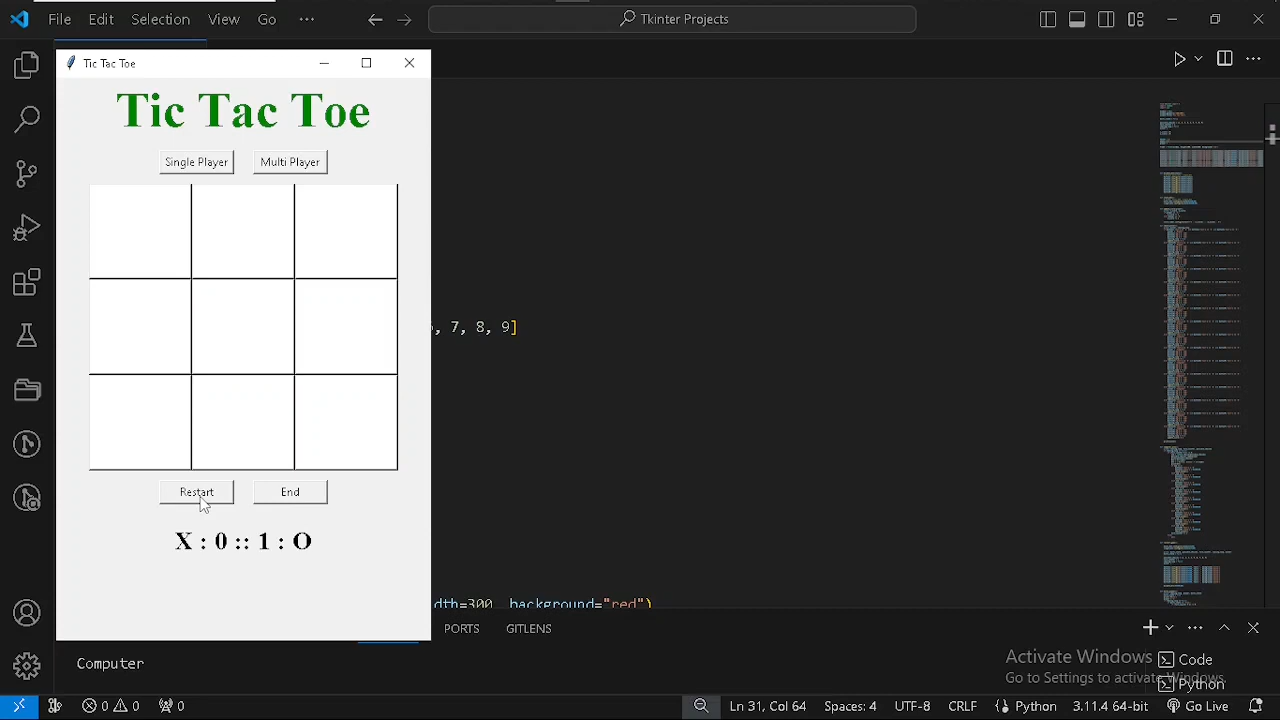 File Edit Selection View Go ··· Tkinter Projects
Tic Tac Toe
Tic Tac Toe
Single Player Multi Player
, 7, 8, 9]
Restart End
X : 0 :: 1 : O
background="red")
PORTS GITLENS
Computer
Code
Python
Activate Windows
Go to Settings to activate Windows.
0 0 0 Ln 31, Col 64 Spaces: 4 UTF-8 CRLF Python 3.11.4 64-bit Go Live